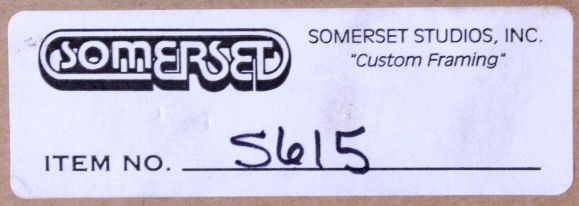 SOMERSET
SOMERSET STUDIOS, INC.
"Custom Framing"
ITEM NO. S615